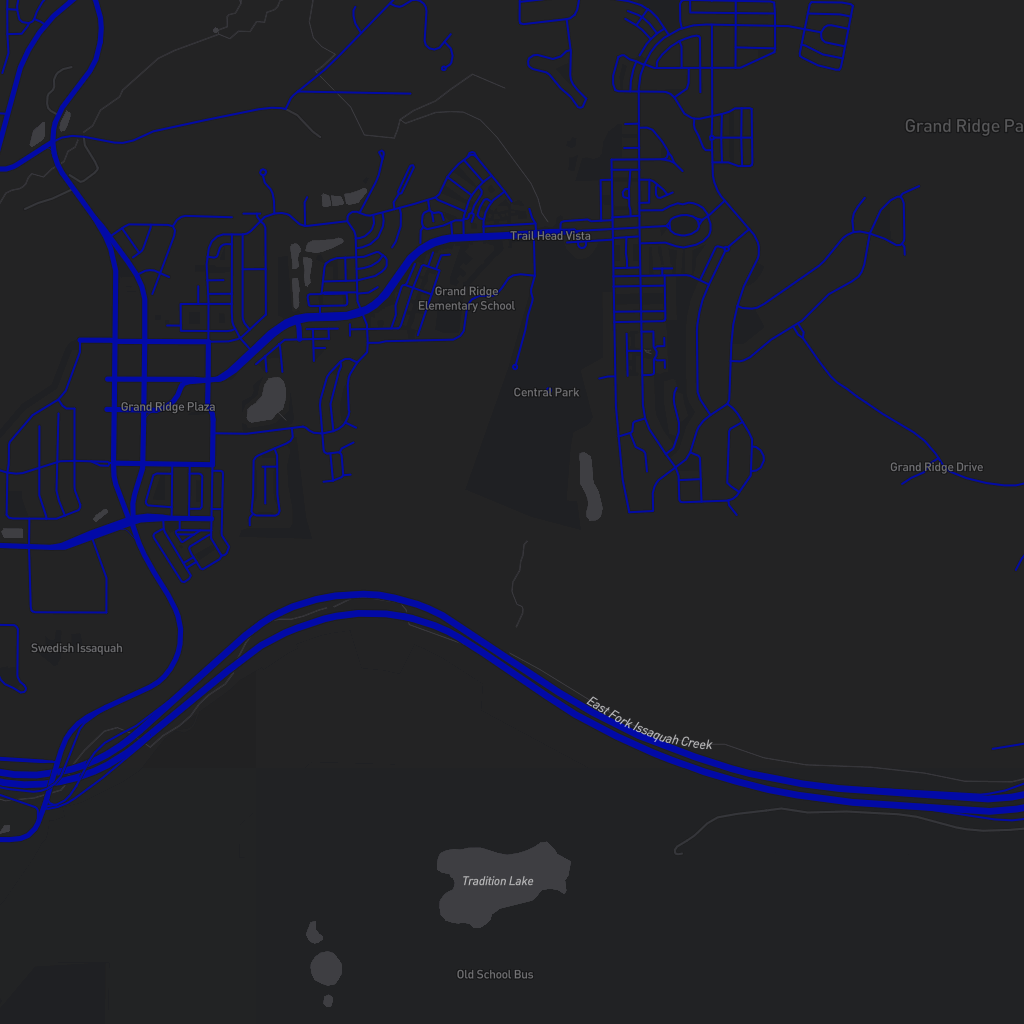 Grand Ridge Pa
Trail Head Vista
Grand Ridge
Elementary School
Central Park
Grand Ridge Plaza
Grand Ridge Drive
Swedish Issaquah
East Fork Issaquah Creek
Tradition Lake
Old School Bus